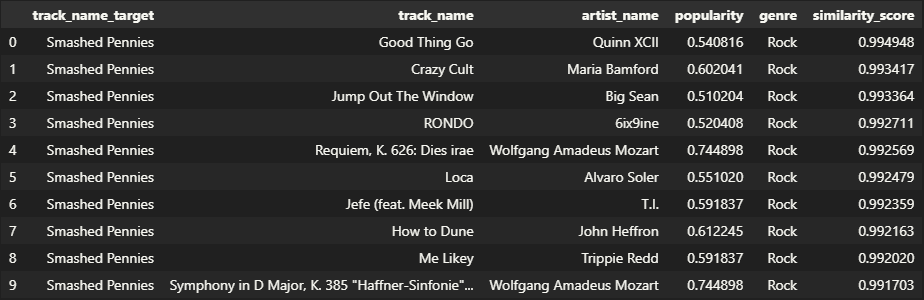 track_name_target track_name artist_name popularity genre similarity_score
0 Smashed Pennies Good Thing Go Quinn XCII 0.540816 Rock 0.994948
1 Smashed Pennies Crazy Cult Maria Bamford 0.602041 Rock 0.993417
2 Smashed Pennies Jump Out The Window Big Sean 0.510204 Rock 0.993364
3 Smashed Pennies RONDO 6ix9ine 0.520408 Rock 0.992711
4 Smashed Pennies Requiem, K. 626: Dies irae Wolfgang Amadeus Mozart 0.744898 Rock 0.992569
5 Smashed Pennies Loca Alvaro Soler 0.551020 Rock 0.992479
6 Smashed Pennies Jefe (feat. Meek Mill) T.I. 0.591837 Rock 0.992359
7 Smashed Pennies How to Dune John Heffron 0.612245 Rock 0.992163
8 Smashed Pennies Me Likey Trippie Redd 0.591837 Rock 0.992020
9 Smashed Pennies Symphony in D Major, K. 385 "Haffner-Sinfonie"... Wolfgang Amadeus Mozart 0.744898 Rock 0.991703